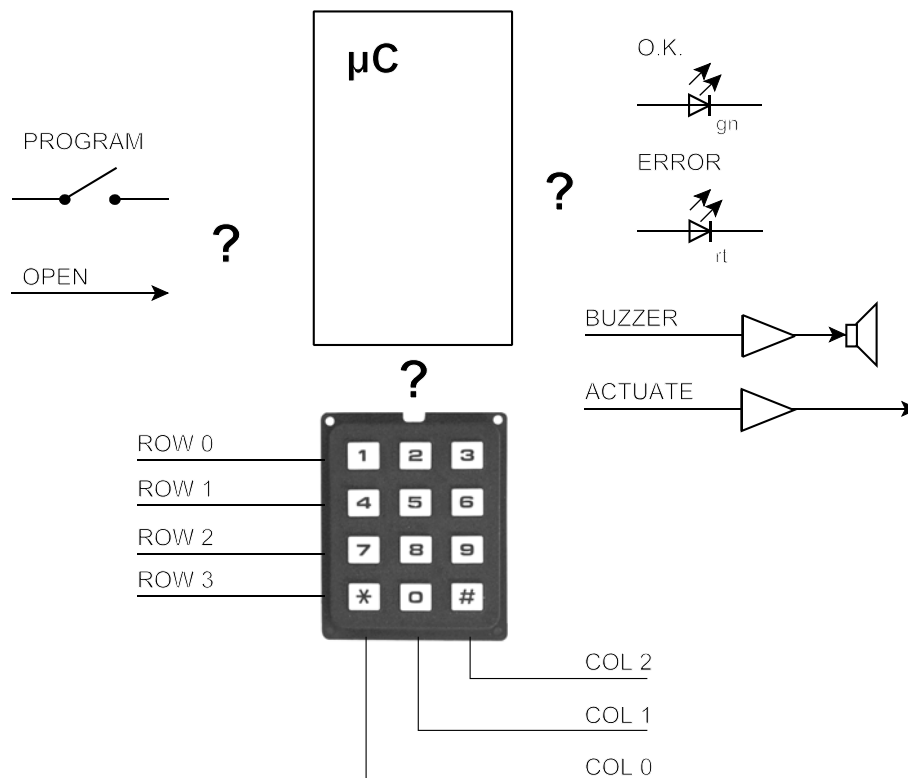 µC
O.K.
gn
PROGRAM
ERROR
?
?
rt
OPEN
BUZZER
?
ACTUATE
ROW 0
1 2 3
ROW 1
4 5 6
ROW 2
7 8 9
ROW 3
* 0 #
COL 2
COL 1
COL 0